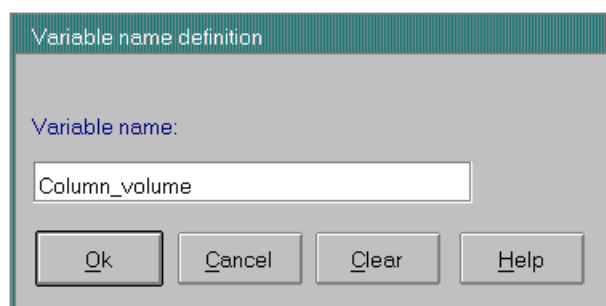 Variable name definition
Variable name:
Column_volume
Ok Cancel Clear Help